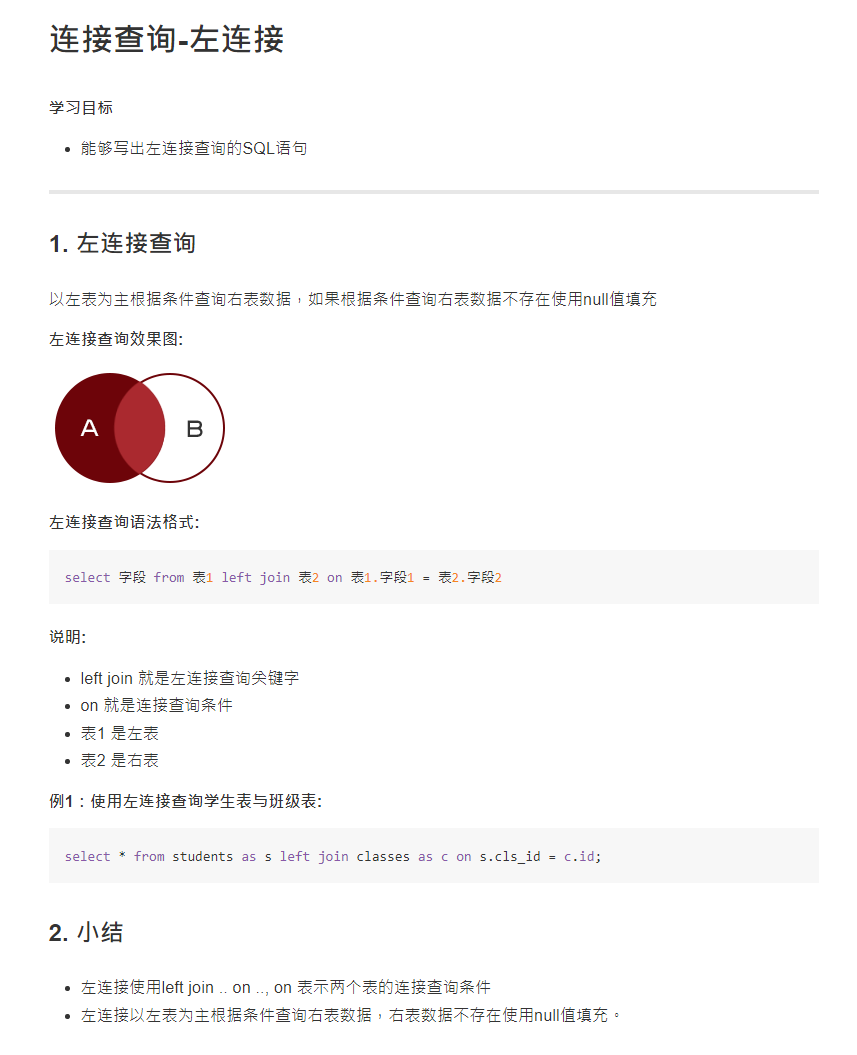 连接查询-左连接
学习目标
能够写出左连接查询的SQL语句
1. 左连接查询
以左表为主根据条件查询右表数据，如果根据条件查询右表数据不存在使用null值填充
左连接查询效果图:
A B
左连接查询语法格式:
select 字段 from 表1 left join 表2 on 表1.字段1 = 表2.字段2
说明:
left join 就是左连接查询关键字
on 就是连接查询条件
表1 是左表
表2 是右表
例1：使用左连接查询学生表与班级表:
select * from students as s left join classes as c on s.cls_id = c.id;
2. 小结
左连接使用left join .. on .., on 表示两个表的连接查询条件
左连接以左表为主根据条件查询右表数据，右表数据不存在使用null值填充。